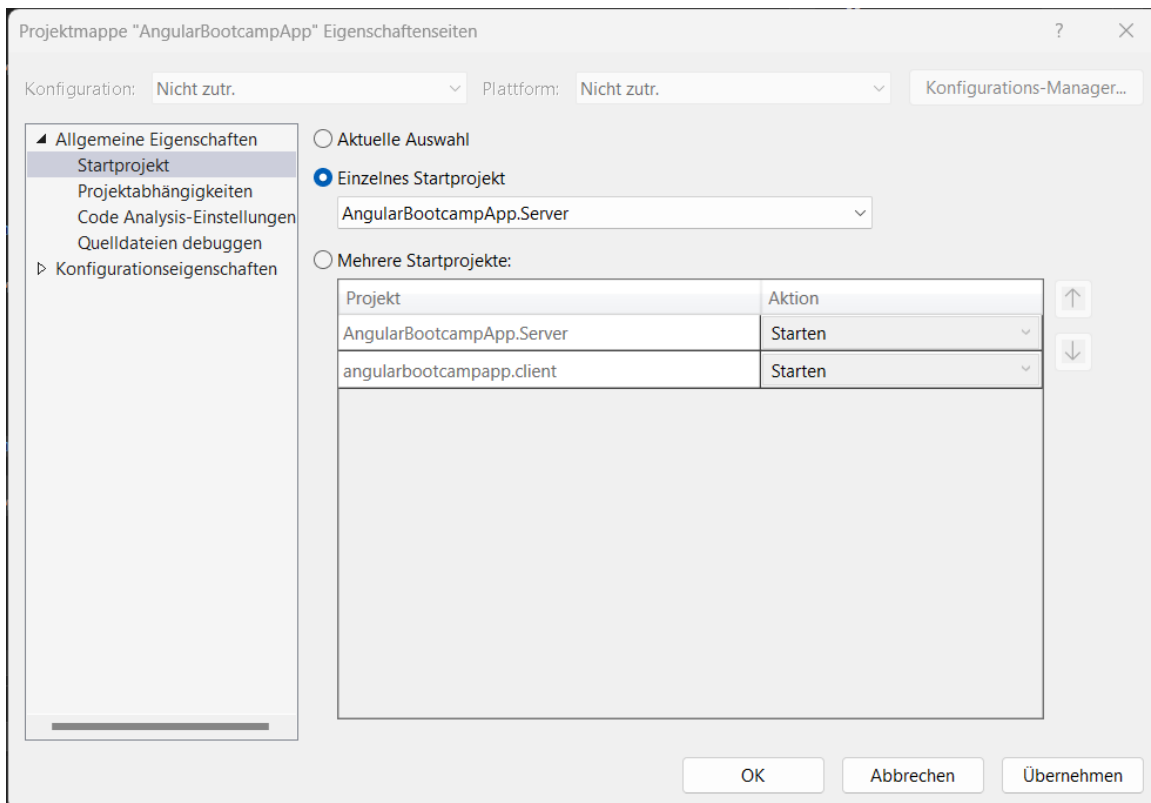 Projektmappe "AngularBootcampApp" Eigenschaftenseiten
Konfiguration: Nicht zutr. Plattform: Nicht zutr. Konfigurations-Manager...
Allgemeine Eigenschaften
Startprojekt
Projektabhängigkeiten
Code Analysis-Einstellungen
Quelldateien debuggen
Konfigurationseigenschaften
Aktuelle Auswahl
Einzelnes Startprojekt
AngularBootcampApp.Server
Mehrere Startprojekte:
Projekt Aktion
AngularBootcampApp.Server Starten
angularbootcampapp.client Starten
OK Abbrechen Übernehmen